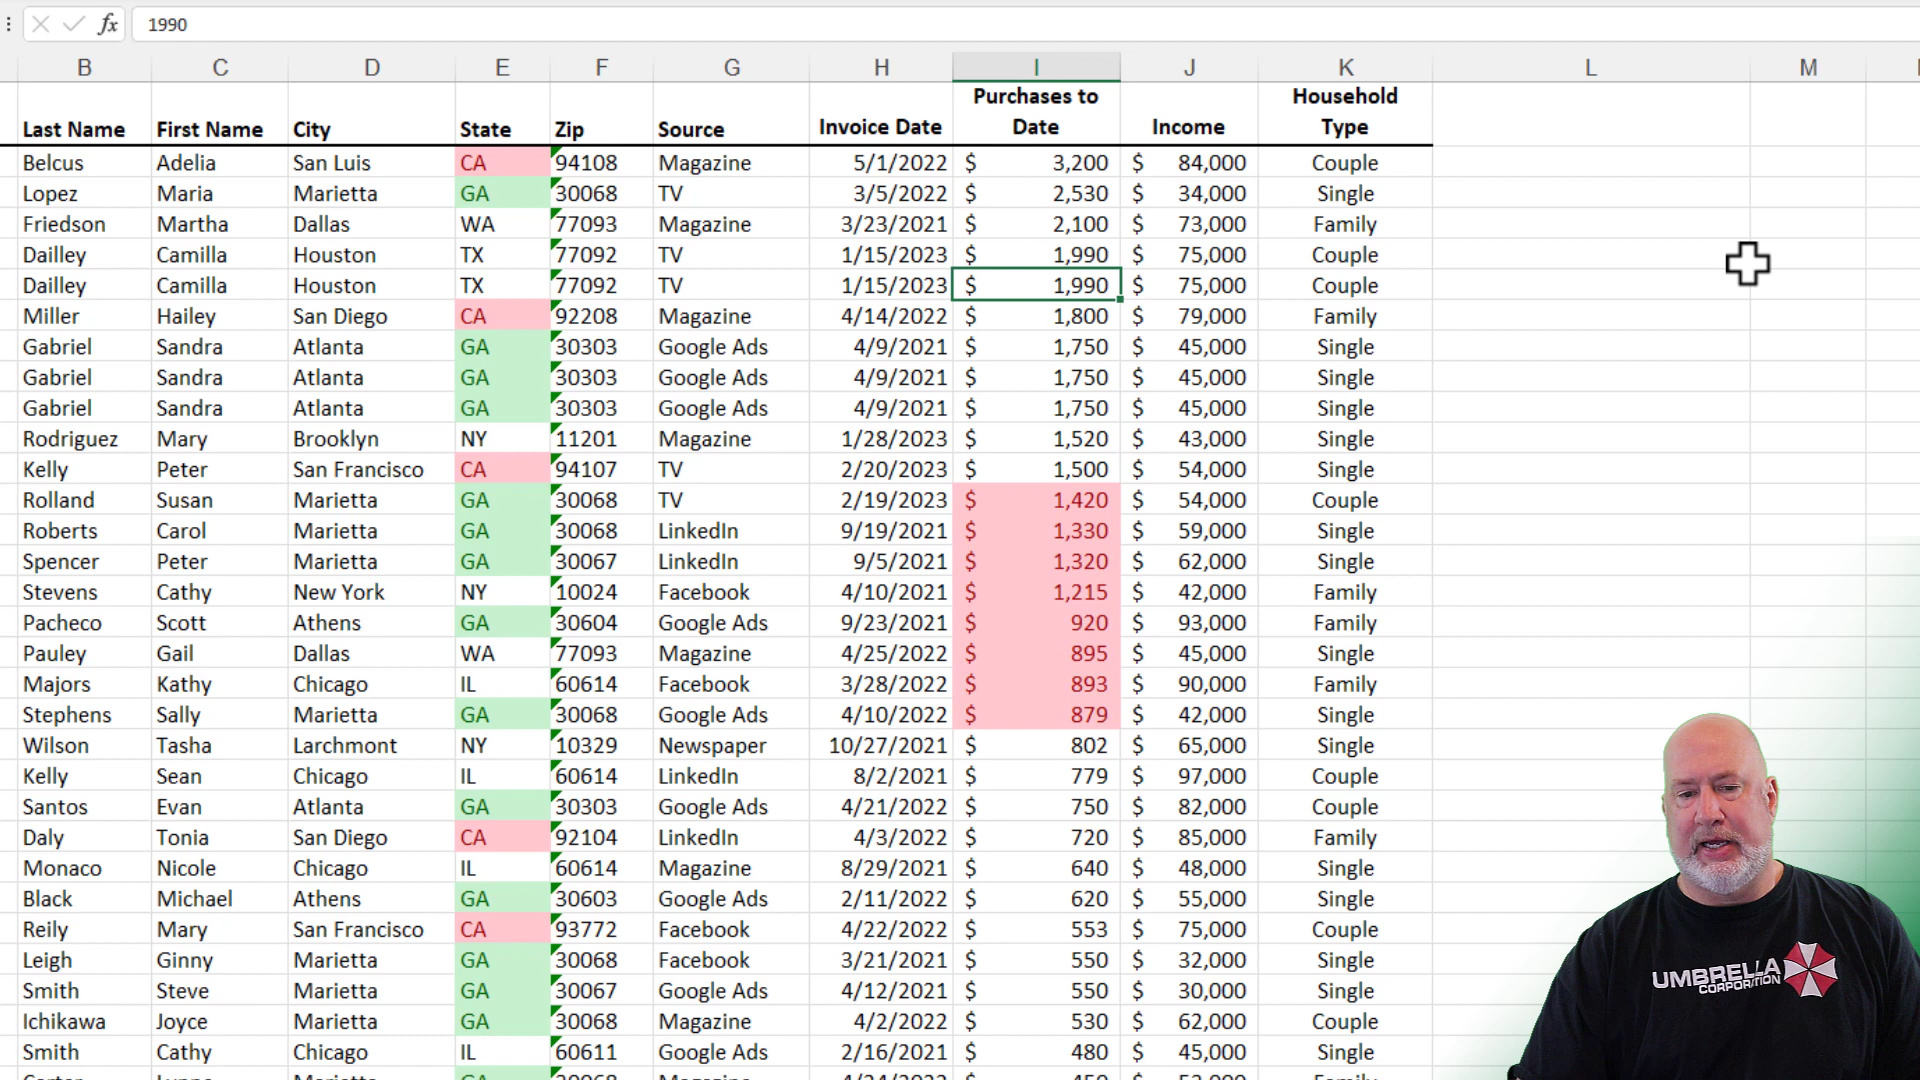 fx 1990
B C D E F G H I J K L M
Last Name First Name City State Zip Source Invoice Date Purchases to Date Income Household Type
Belcus Adelia San Luis CA 94108 Magazine 5/1/2022 $ 3,200 $ 84,000 Couple
Lopez Maria Marietta GA 30068 TV 3/5/2022 $ 2,530 $ 34,000 Single
Friedson Martha Dallas WA 77093 Magazine 3/23/2021 $ 2,100 $ 73,000 Family
Dailley Camilla Houston TX 77092 TV 1/15/2023 $ 1,990 $ 75,000 Couple
Dailley Camilla Houston TX 77092 TV 1/15/2023 $ 1,990 $ 75,000 Couple
Miller Hailey San Diego CA 92208 Magazine 4/14/2022 $ 1,800 $ 79,000 Family
Gabriel Sandra Atlanta GA 30303 Google Ads 4/9/2021 $ 1,750 $ 45,000 Single
Gabriel Sandra Atlanta GA 30303 Google Ads 4/9/2021 $ 1,750 $ 45,000 Single
Gabriel Sandra Atlanta GA 30303 Google Ads 4/9/2021 $ 1,750 $ 45,000 Single
Rodriguez Mary Brooklyn NY 11201 Magazine 1/28/2023 $ 1,520 $ 43,000 Single
Kelly Peter San Francisco CA 94107 TV 2/20/2023 $ 1,500 $ 54,000 Single
Rolland Susan Marietta GA 30068 TV 2/19/2023 $ 1,420 $ 54,000 Couple
Roberts Carol Marietta GA 30068 LinkedIn 9/19/2021 $ 1,330 $ 59,000 Single
Spencer Peter Marietta GA 30067 LinkedIn 9/5/2021 $ 1,320 $ 62,000 Single
Stevens Cathy New York NY 10024 Facebook 4/10/2021 $ 1,215 $ 42,000 Family
Pacheco Scott Athens GA 30604 Google Ads 9/23/2021 $ 920 $ 93,000 Family
Pauley Gail Dallas WA 77093 Magazine 4/25/2022 $ 895 $ 45,000 Single
Majors Kathy Chicago IL 60614 Facebook 3/28/2022 $ 893 $ 90,000 Family
Stephens Sally Marietta GA 30068 Google Ads 4/10/2022 $ 879 $ 42,000 Single
Wilson Tasha Larchmont NY 10329 Newspaper 10/27/2021 $ 802 $ 65,000 Single
Kelly Sean Chicago IL 60614 LinkedIn 8/2/2021 $ 779 $ 97,000 Couple
Santos Evan Atlanta GA 30303 Google Ads 4/21/2022 $ 750 $ 82,000 Couple
Daly Tonia San Diego CA 92104 LinkedIn 4/3/2022 $ 720 $ 85,000 Family
Monaco Nicole Chicago IL 60614 Magazine 8/29/2021 $ 640 $ 48,000 Single
Black Michael Athens GA 30603 Google Ads 2/11/2022 $ 620 $ 55,000 Single
Reily Mary San Francisco CA 93772 Facebook 4/22/2022 $ 553 $ 75,000 Couple
Leigh Ginny Marietta GA 30068 Facebook 3/21/2021 $ 550 $ 32,000 Single
Smith Steve Marietta GA 30067 Google Ads 4/12/2021 $ 550 $ 30,000 Single
Ichikawa Joyce Marietta GA 30068 Magazine 4/2/2022 $ 530 $ 62,000 Couple
Smith Cathy Chicago IL 60611 Google Ads 2/16/2021 $ 480 $ 45,000 Single
UMBRELLA
CORPORATION